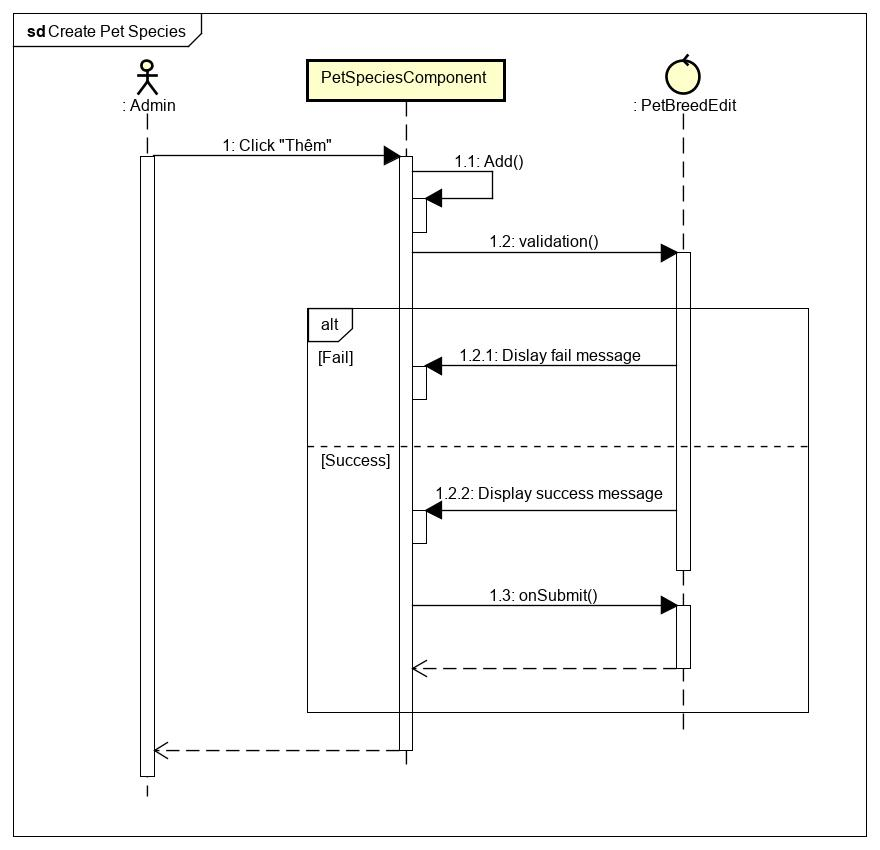 sd Create Pet Species
: Admin
PetSpeciesComponent
: PetBreedEdit
1: Click "Thêm"
1.1: Add()
1.2: validation()
alt
[Fail]
1.2.1: Dislay fail message
[Success]
1.2.2: Display success message
1.3: onSubmit()